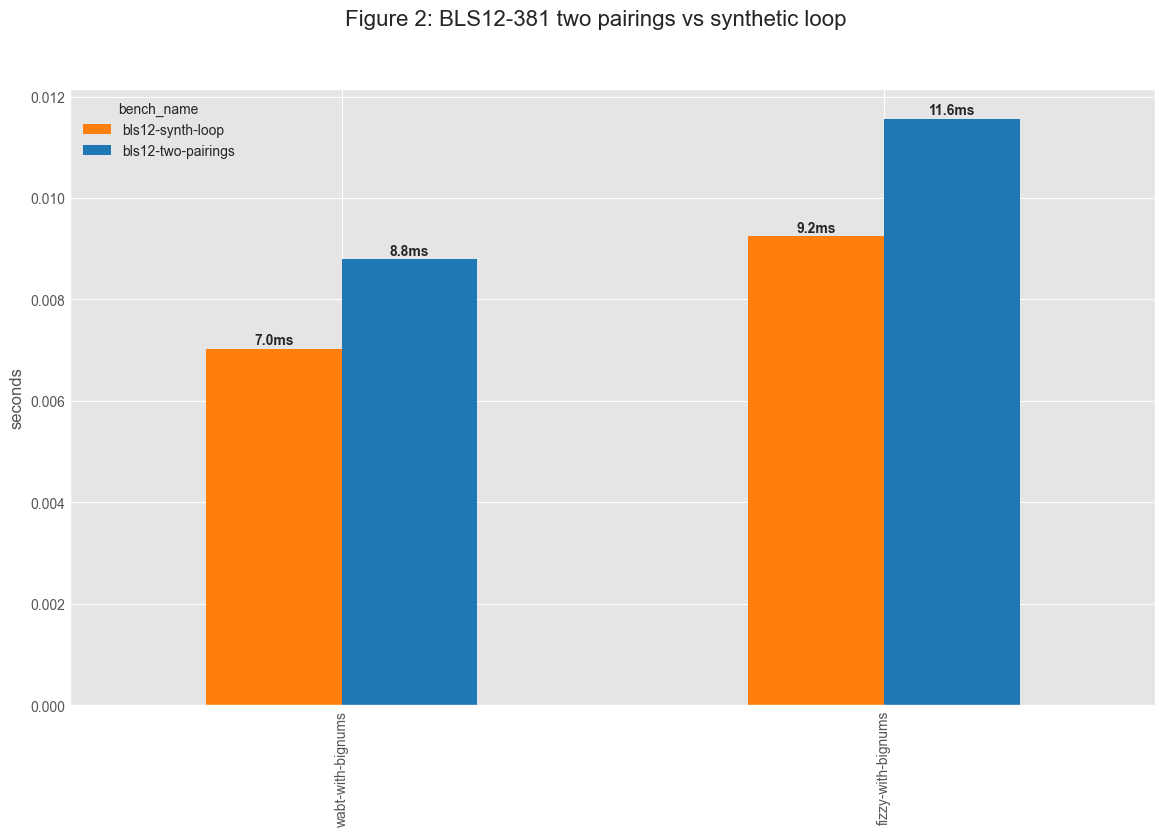 Figure 2: BLS12-381 two pairings vs synthetic loop
bench_name
bls12-synth-loop
bls12-two-pairings
seconds
0.012
0.010
0.008
0.006
0.004
0.002
0.000
7.0ms
8.8ms
9.2ms
11.6ms
wabt-with-bignums
fizzy-with-bignums